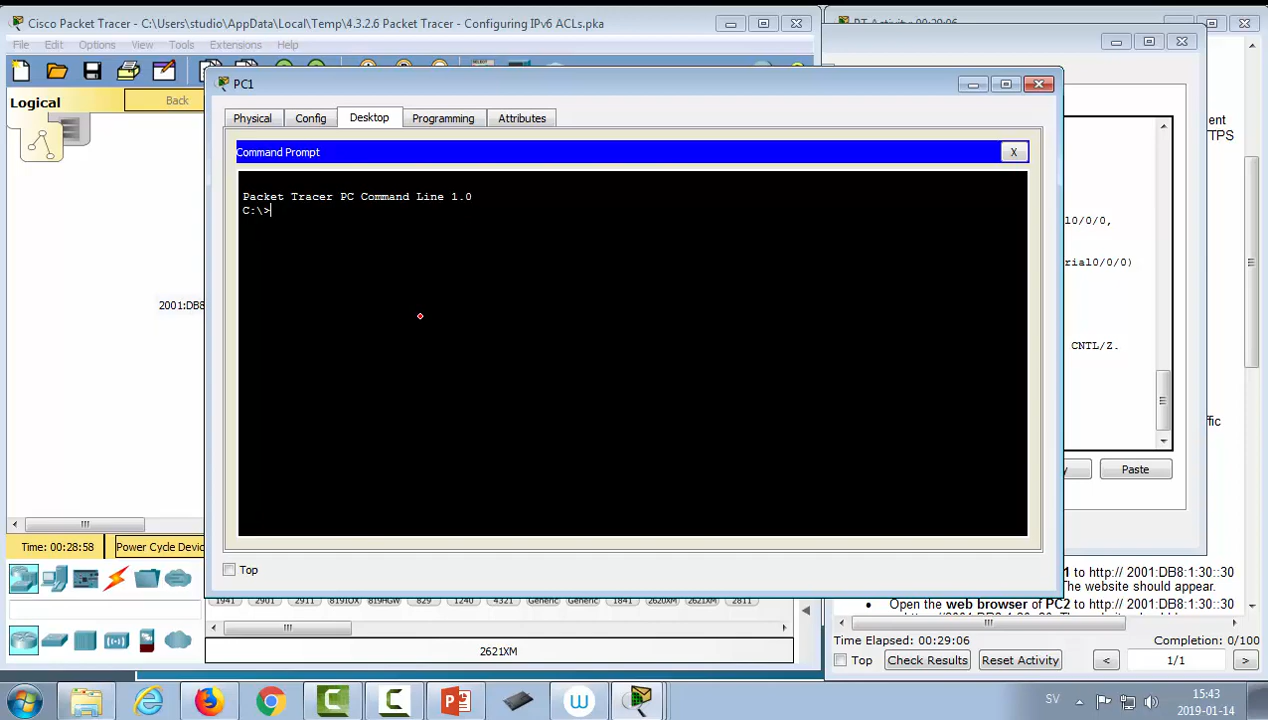 Cisco Packet Tracer - C:\Users\studio\AppData\Local\Temp\4.3.2.6 Packet Tracer - Configuring IPv6 ACLs.pka
PT Activity: 00:29:06
File Edit Options View Tools Extensions Help
Logical
Back
PC1
Physical Config Desktop Programming Attributes
Command Prompt
X
Packet Tracer PC Command Line 1.0
C:\>
ent
TPS
l0/0/0,
rial0/0/0)
CNTL/Z.
2001:DB8
ffic
Paste
Time: 00:28:58
Power Cycle Devic
Top
1 to http:// 2001:DB8:1:30::30
The website should appear.
Open the web browser of PC2 to http:// 2001:DB8:1:30::30
1941 2901 2911 819IOX 819HGW 829 1240 4321 Generic Generic 1841 2620XM 2621XM 2811
2621XM
Time Elapsed: 00:29:06
Completion: 0/100
Top
Check Results
Reset Activity
<
1/1
>
SV
15:43
2019-01-14